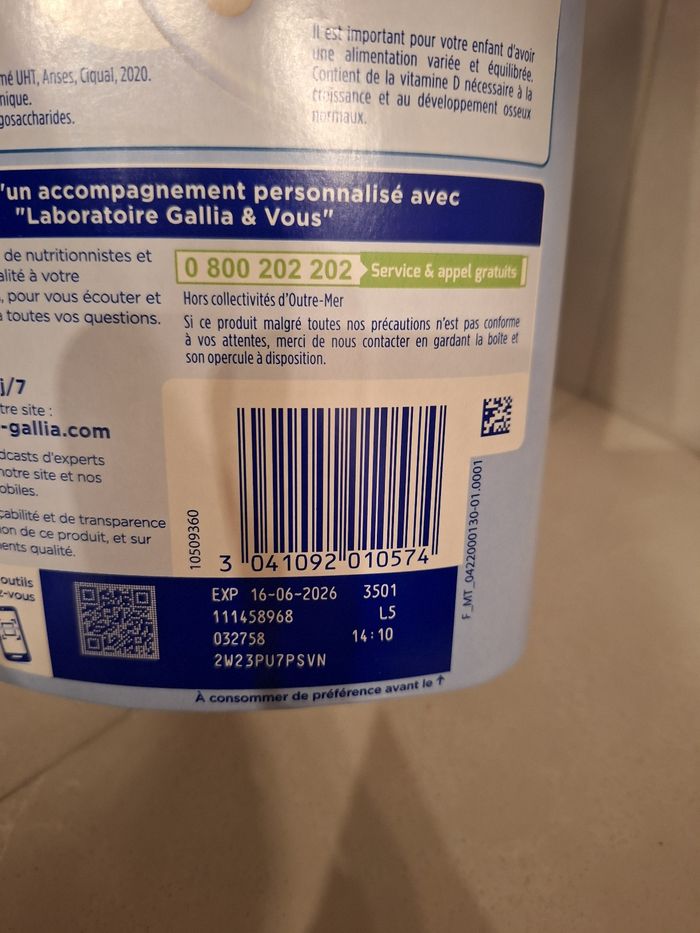 mé UHT, Anses, Ciqual, 2020.
nique.
gosaccharides.
Il est important pour votre enfant d'avoir
une alimentation variée et équilibrée.
Contient de la vitamine D nécessaire à la
croissance et au développement osseux
normaux.
'un accompagnement personnalisé avec
"Laboratoire Gallia & Vous"
de nutritionnistes et
alité à votre
, pour vous écouter et
à toutes vos questions.
0 800 202 202 Service & appel gratuits
Hors collectivités d'Outre-Mer
Si ce produit malgré toutes nos précautions n'est pas conforme
à vos attentes, merci de nous contacter en gardant la boîte et
son opercule à disposition.
j/7
tre site :
-gallia.com
dcasts d'experts
notre site et nos
obiles.
çabilité et de transparence
ion de ce produit, et sur
ents qualité.
outils
z-vous
10509360
3 041092 010574
F_MT_0422000130-01.0001
EXP 16-06-2026 3501
111458968 L5
032758 14:10
2W23PU7PSVN
À consommer de préférence avant le ↑